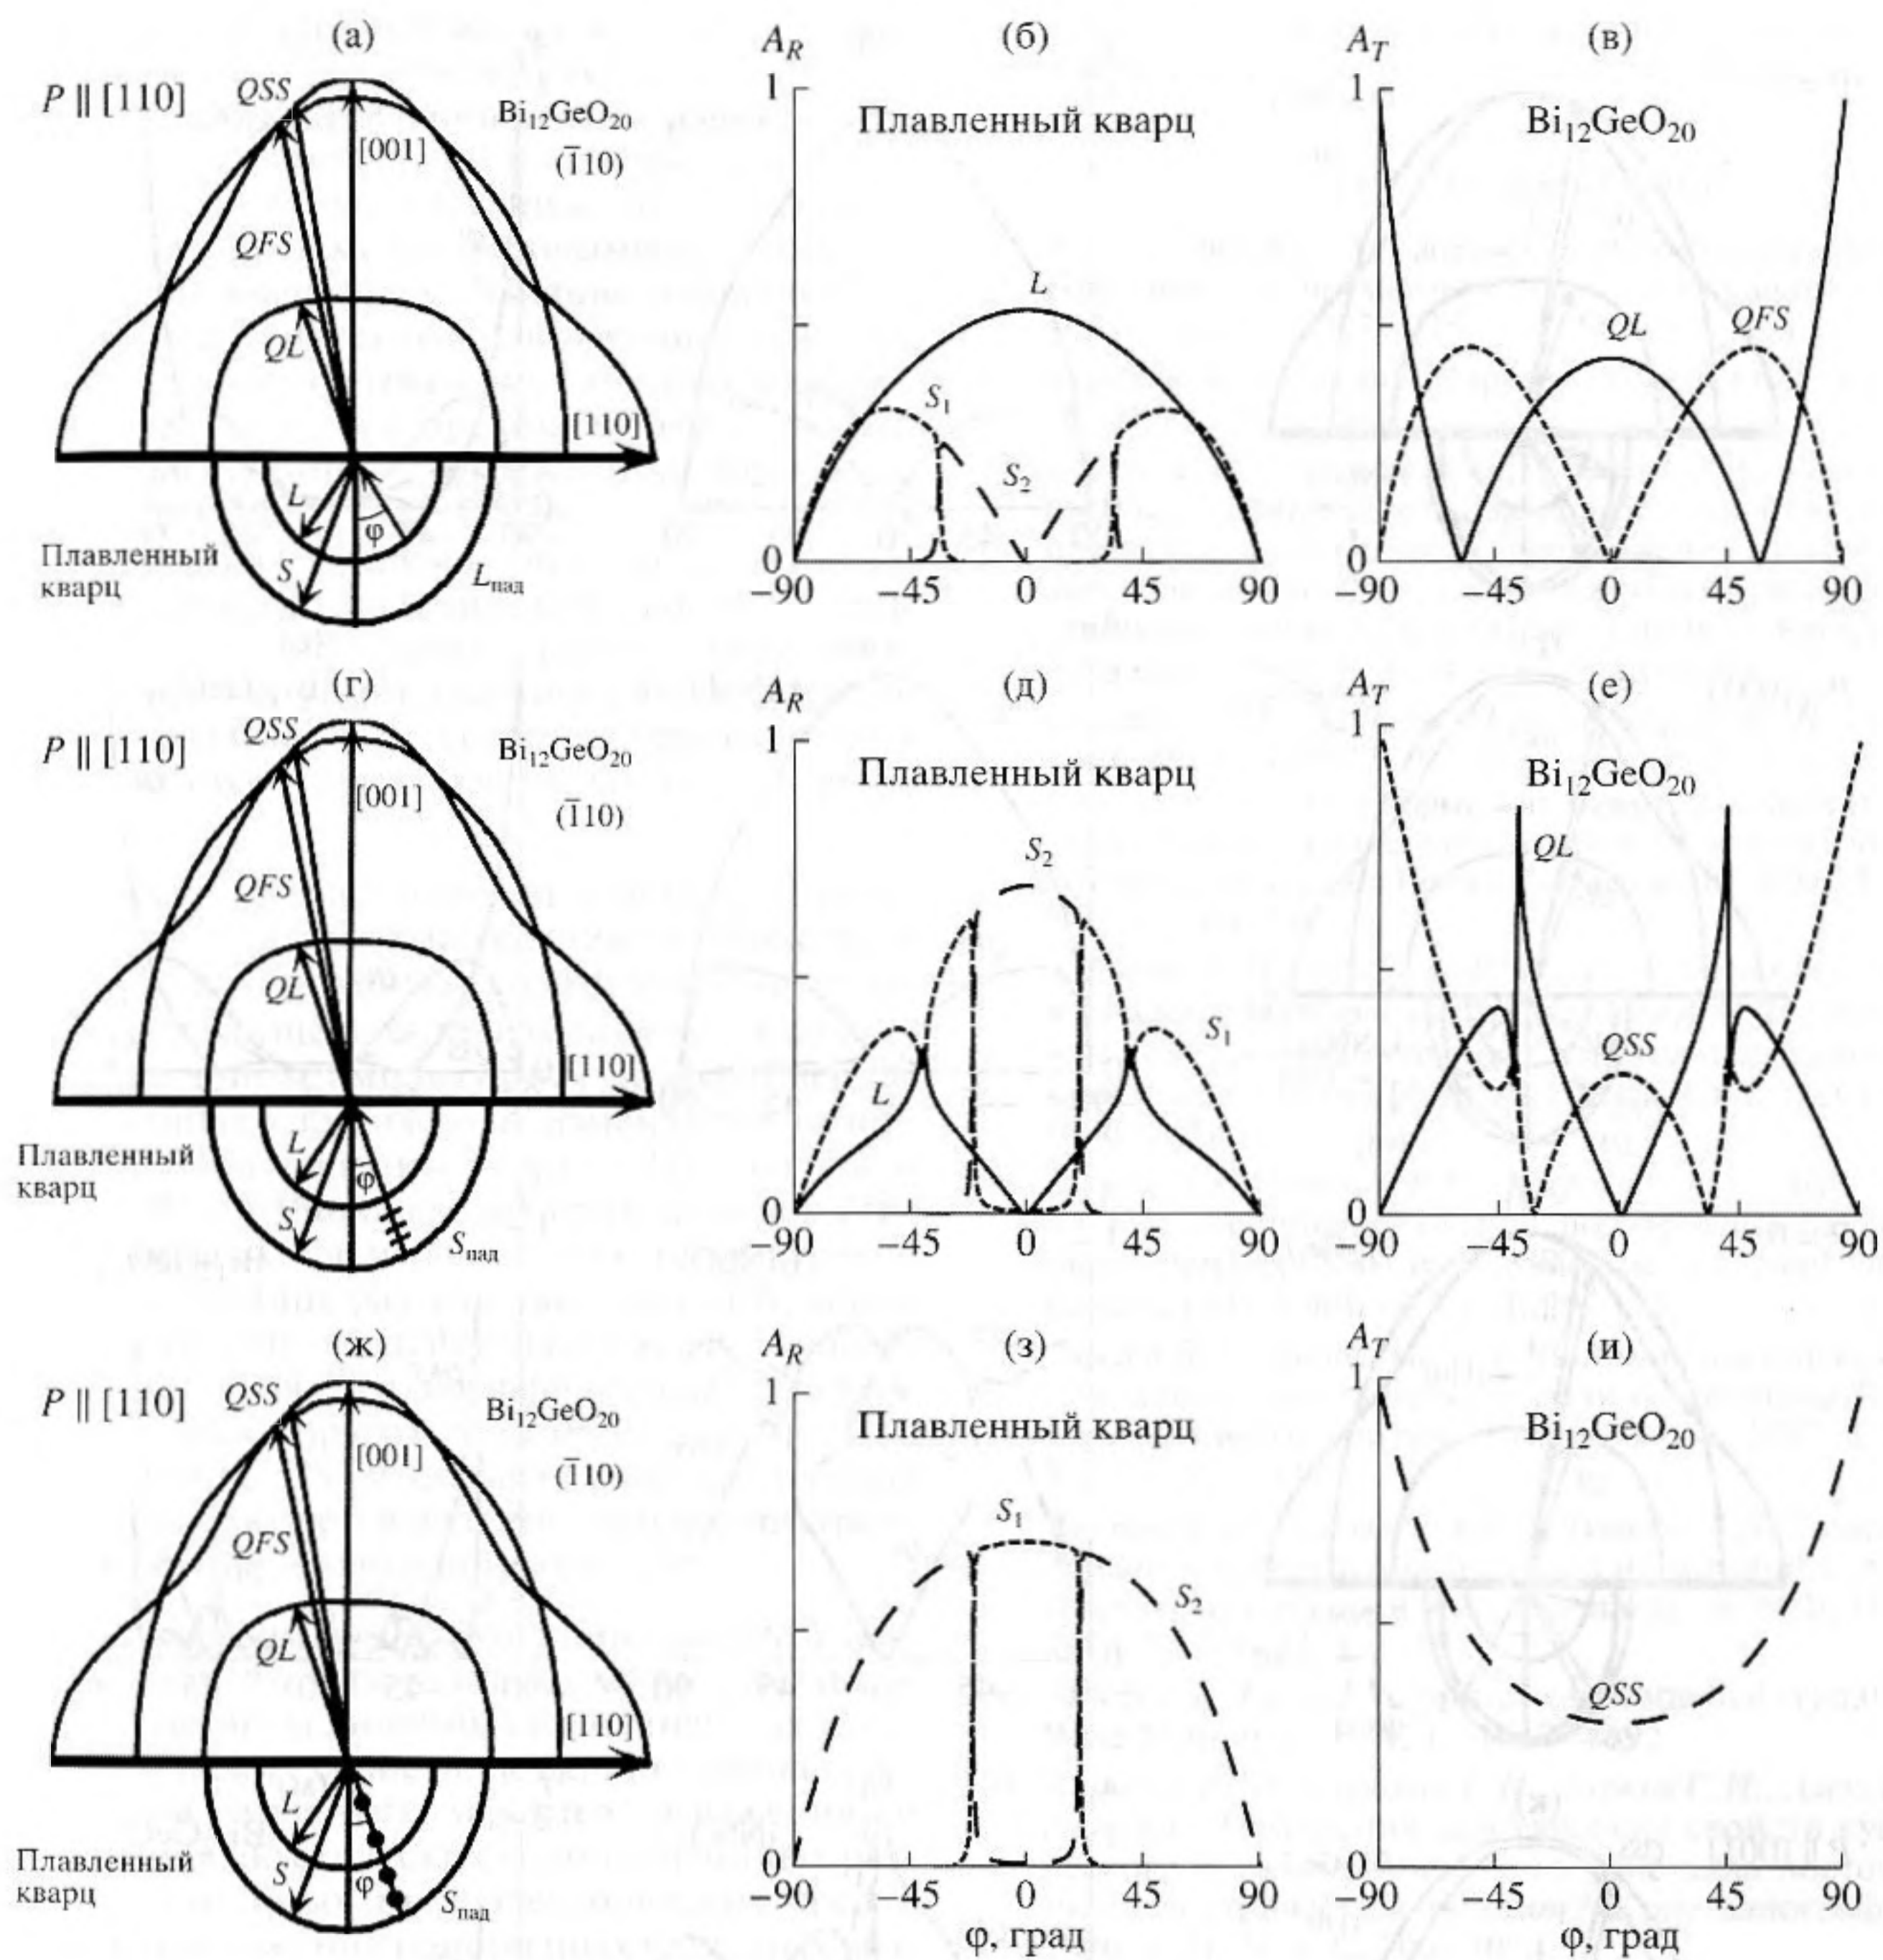 (а)
P || [110]
QSS
Bi₁₂GeO₂₀
(1̄10)
[001]
QFS
QL
[110]
L
φ
S
Lпад
Плавленный
кварц
(б)
A_R
1
Плавленный кварц
L
S₁
S₂
0
−90 −45 0 45 90
(в)
A_T
1
Bi₁₂GeO₂₀
QL
QFS
0
−90 −45 0 45 90
(г)
P || [110]
QSS
Bi₁₂GeO₂₀
(1̄10)
[001]
QFS
QL
[110]
L
φ
S
Sпад
Плавленный
кварц
(д)
A_R
1
Плавленный кварц
S₂
S₁
L
0
−90 −45 0 45 90
(е)
A_T
1
Bi₁₂GeO₂₀
QL
QSS
0
−90 −45 0 45 90
(ж)
P || [110]
QSS
Bi₁₂GeO₂₀
(1̄10)
[001]
QFS
QL
[110]
L
φ
S
Sпад
Плавленный
кварц
(з)
A_R
1
Плавленный кварц
S₁
S₂
0
−90 −45 0 45 90
φ, град
(и)
A_T
1
Bi₁₂GeO₂₀
QSS
0
−90 −45 0 45 90
φ, град